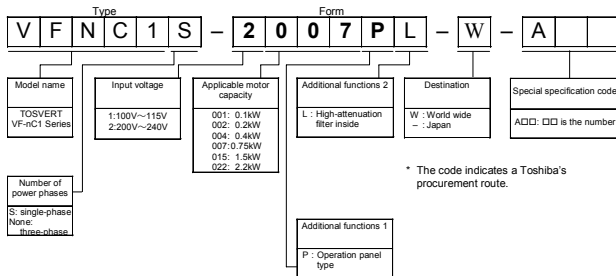 Type
Form
V F N C 1 S – 2 0 0 7 P L – W – A
Model name
TOSVERT
VF-nC1 Series
Input voltage
1:100V～115V
2:200V～240V
Applicable motor
capacity
001: 0.1kW
002: 0.2kW
004: 0.4kW
007:0.75kW
015: 1.5kW
022: 2.2kW
Additional functions 2
L : High-attenuation
filter inside
Destination
W : World wide
– : Japan
Special specification code
A□□: □□ is the number
Number of
power phases
S: single-phase
None:
three-phase
* The code indicates a Toshiba's
procurement route.
Additional functions 1
P : Operation panel
type